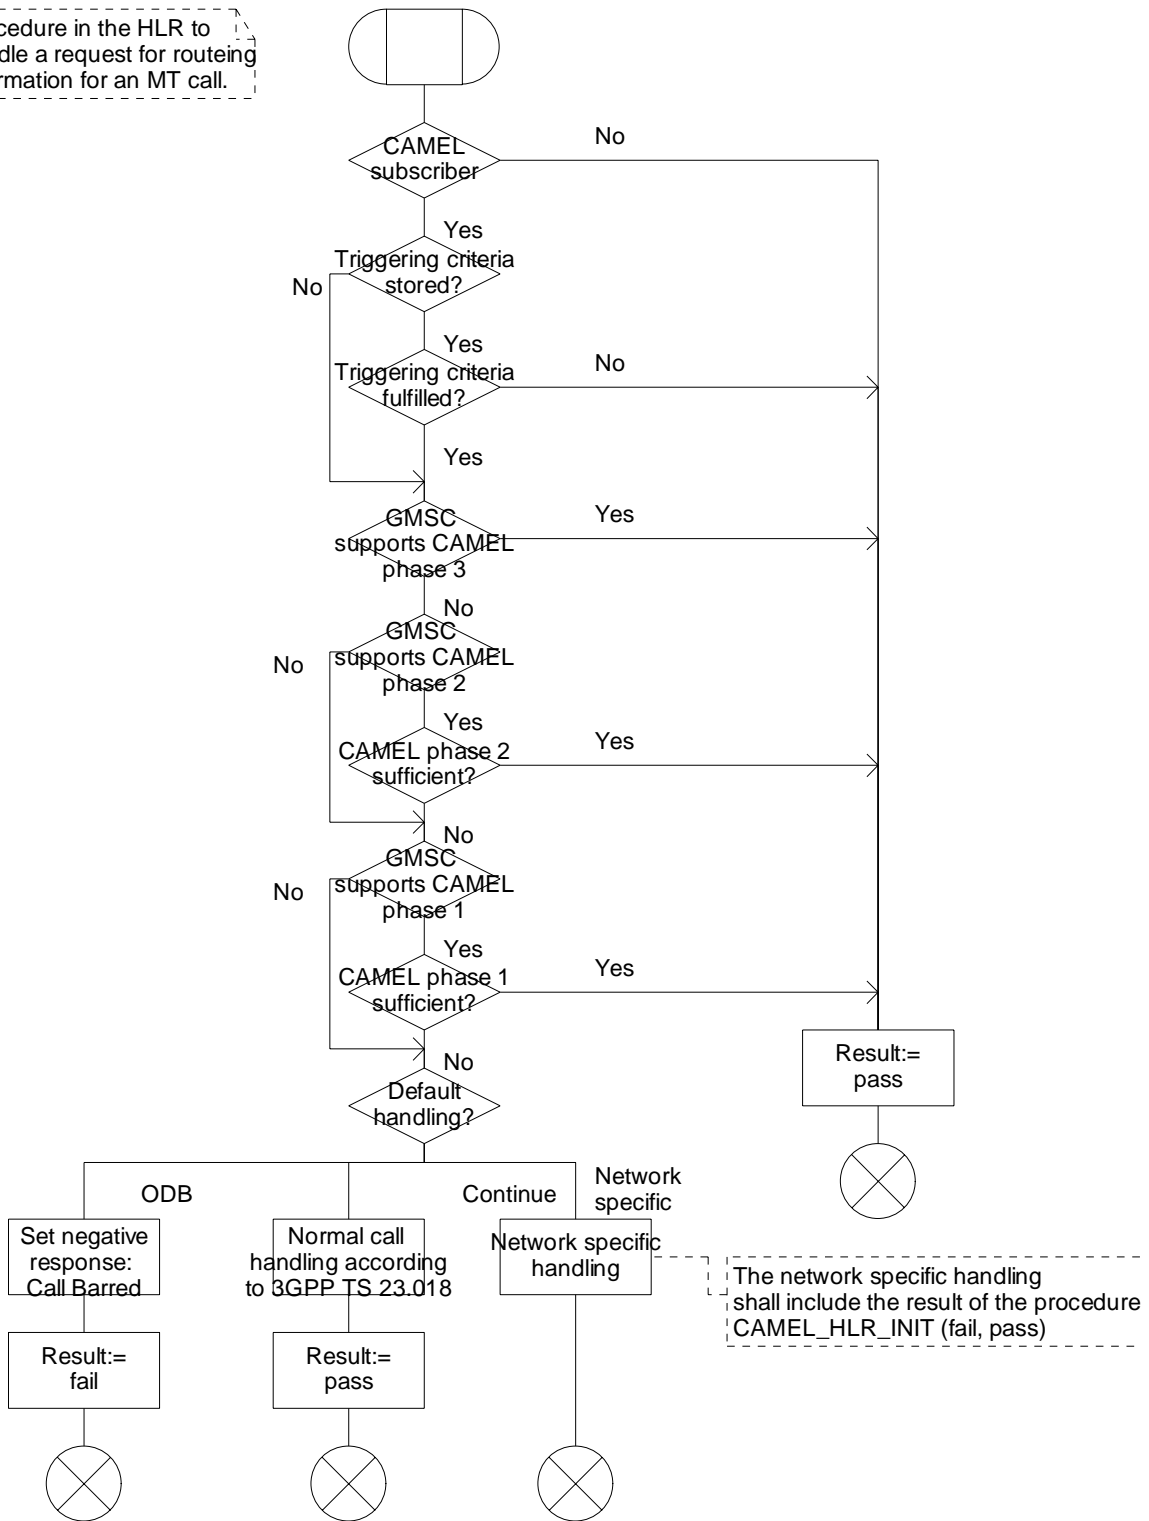 cedure in the HLR to
dle a request for routeing
rmation for an MT call.
CAMEL
subscriber
No
Yes
Triggering criteria
stored?
No
Yes
Triggering criteria
fulfilled?
No
Yes
GMSC
supports CAMEL
phase 3
Yes
No
GMSC
supports CAMEL
phase 2
No
Yes
CAMEL phase 2
sufficient?
Yes
No
GMSC
supports CAMEL
phase 1
No
Yes
CAMEL phase 1
sufficient?
Yes
No
Default
handling?
Result:=
pass
ODB
Continue
Network
specific
Set negative
response:
Call Barred
Normal call
handling according
to 3GPP TS 23.018
Network specific
handling
The network specific handling
shall include the result of the procedure
CAMEL_HLR_INIT (fail, pass)
Result:=
fail
Result:=
pass